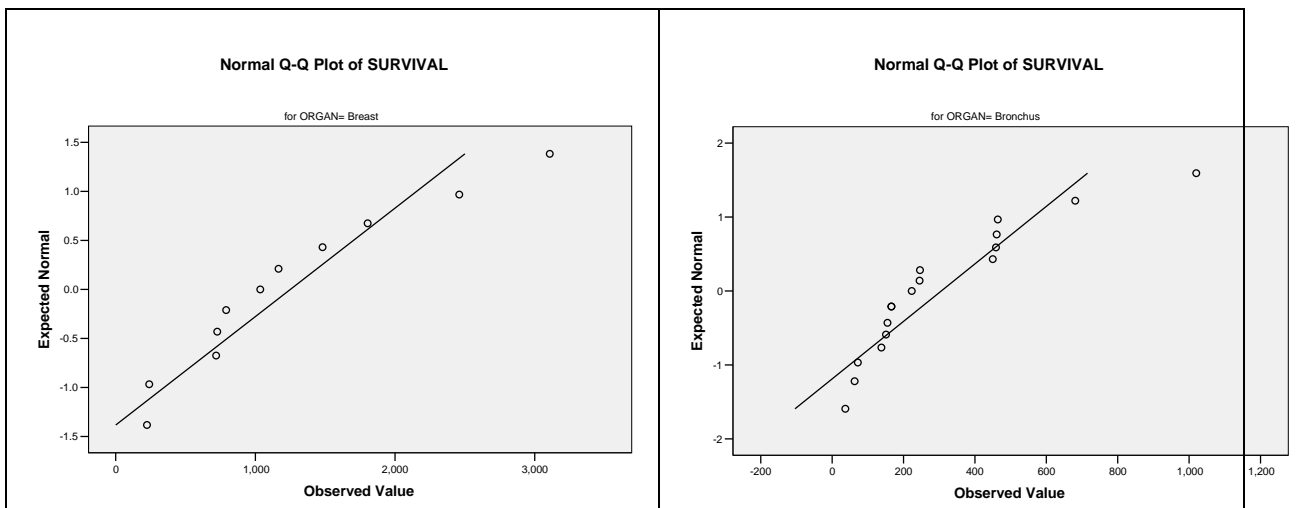 Normal Q-Q Plot of SURVIVAL
for ORGAN= Breast
1.5
1.0
0.5
0.0
-0.5
-1.0
-1.5
Expected Normal
0 1,000 2,000 3,000
Observed Value
Normal Q-Q Plot of SURVIVAL
for ORGAN= Bronchus
2
1
0
-1
-2
Expected Normal
-200 0 200 400 600 800 1,000 1,200
Observed Value